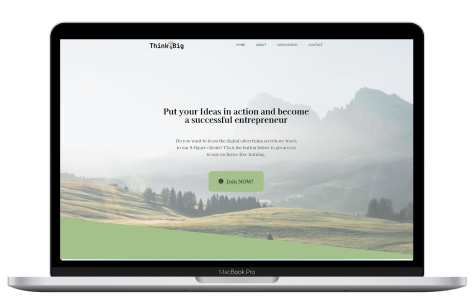 Think Big
HOME ABOUT CONTACT
Put your Ideas in action and become
a successful entrepreneur
Do you want to learn the digital advertising secrets we teach
to our 8-figure clients? Click the button below to get access
to our exclusive free training.
Join NOW!
MacBook Pro